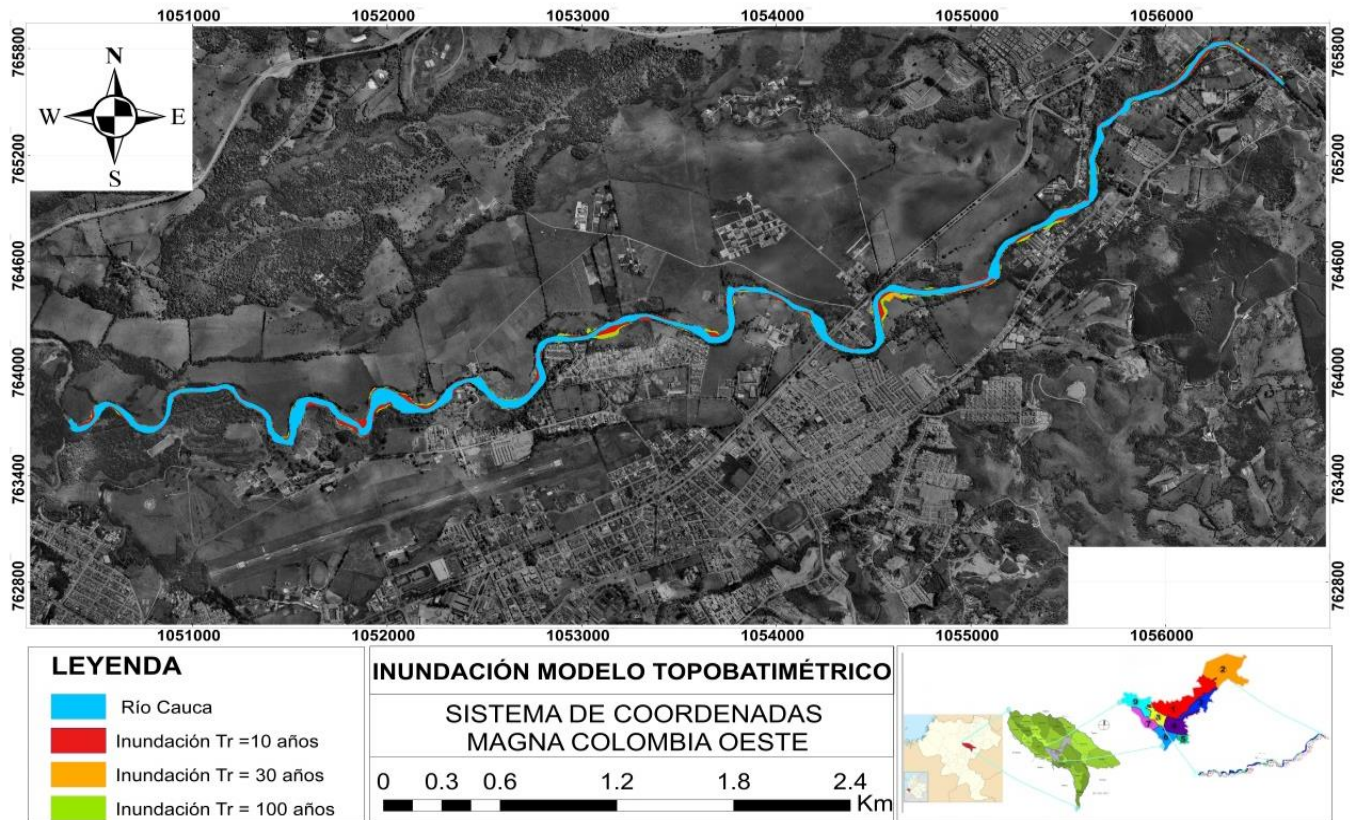 1051000 1052000 1053000 1054000 1055000 1056000
765800
765200
764600
764000
763400
762800
N
W E
S
765800
765200
764600
764000
763400
762800
1051000 1052000 1053000 1054000 1055000 1056000
LEYENDA
Río Cauca
Inundación Tr =10 años
Inundación Tr = 30 años
Inundación Tr = 100 años
INUNDACIÓN MODELO TOPOBATIMÉTRICO
SISTEMA DE COORDENADAS
MAGNA COLOMBIA OESTE
0 0.3 0.6 1.2 1.8 2.4
Km
2
9
3
7